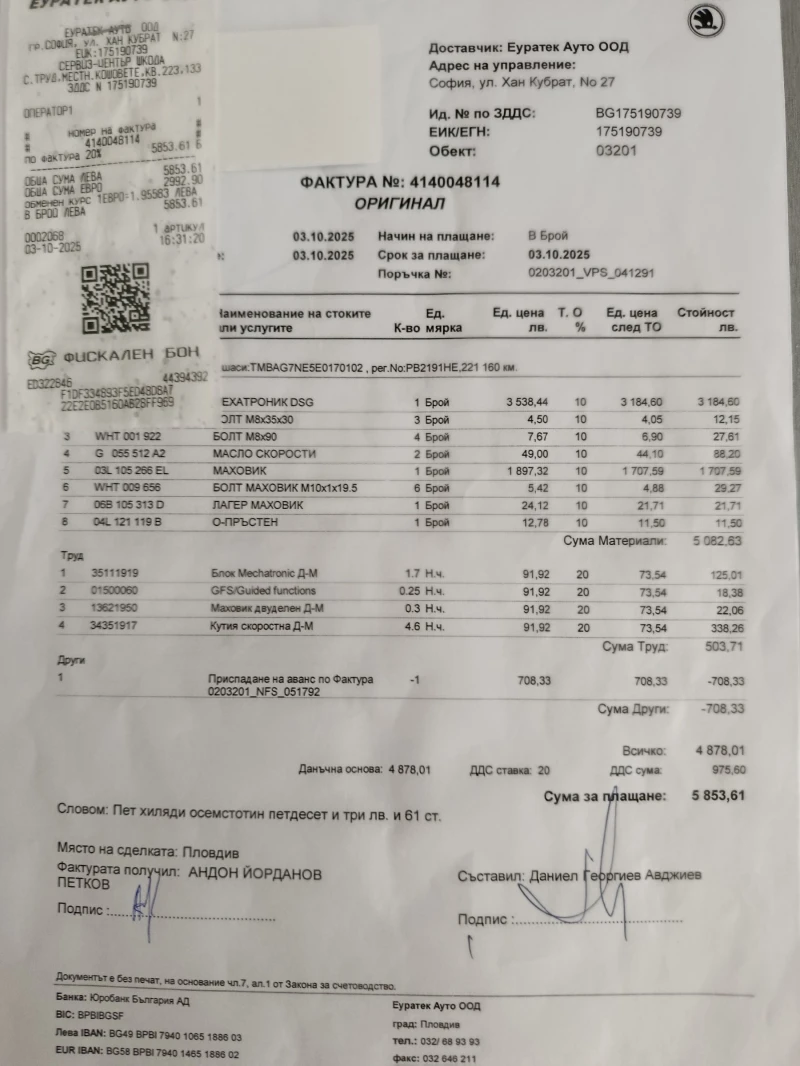 ЕУРАТЕК АУТО ООД
ГР.СОФИЯ, УЛ. ХАН КУБРАТ N:27
ЕИК:175190739
СЕРВИЗ-ЦЕНТЪР ШКОДА
С.ТРУД,МЕСТН.КОШОВЕТЕ,КВ.223,133
ЗДДС N 175190739
ОПЕРАТОР1 1
# НОМЕР НА ФАКТУРА #
# 4140048114 #
ПО ФАКТУРА 20% 5853.61 Б
ОБЩА СУМА ЛЕВА 5853.61
ОБЩА СУМА ЕВРО 2992.90
ОБМЕНЕН КУРС 1ЕВРО=1.95583 ЛЕВА
В БРОЙ ЛЕВА 5853.61
1 АРТИКУЛ
0002068 16:31:20
03-10-2025
BG ФИСКАЛЕН БОН
ED322846 44394392
Доставчик: Еуратек Ауто ООД
Адрес на управление:
София, ул. Хан Кубрат, No 27
Ид. № по ЗДДС: BG175190739
ЕИК/ЕГН: 175190739
Обект: 03201
ФАКТУРА №: 4140048114
ОРИГИНАЛ
03.10.2025 Начин на плащане: В Брой
03.10.2025 Срок за плащане: 03.10.2025
Поръчка №: 0203201_VPS_041291
Наименование на стоките Ед. Ед. цена Т. О Ед. цена Стойност
или услугите К-во мярка лв. % след ТО лв.
шаси:TMBAG7NE5E0170102 , рег.No:PB2191HE,221 160 км.
ЕХАТРОНИК DSG 1 Брой 3 538,44 10 3 184,60 3 184,60
ОЛТ M8x35x30 3 Брой 4,50 10 4,05 12,15
3 WHT 001 922 БОЛТ M8x90 4 Брой 7,67 10 6,90 27,61
4 G 055 512 A2 МАСЛО СКОРОСТИ 2 Брой 49,00 10 44,10 88,20
5 03L 105 266 EL МАХОВИК 1 Брой 1 897,32 10 1 707,59 1 707,59
6 WHT 009 656 БОЛТ МАХОВИК M10x1x19.5 6 Брой 5,42 10 4,88 29,27
7 06B 105 313 D ЛАГЕР МАХОВИК 1 Брой 24,12 10 21,71 21,71
8 04L 121 119 B О-ПРЪСТЕН 1 Брой 12,78 10 11,50 11,50
Сума Материали: 5 082,63
Труд
1 35111919 Блок Mechatronic Д-М 1.7 Н.ч. 91,92 20 73,54 125,01
2 01500060 GFS/Guided functions 0.25 Н.ч. 91,92 20 73,54 18,38
3 13621950 Маховик двуделен Д-М 0.3 Н.ч. 91,92 20 73,54 22,06
4 34351917 Кутия скоростна Д-М 4.6 Н.ч. 91,92 20 73,54 338,26
Сума Труд: 503,71
Други
1 Приспадане на аванс по Фактура -1 708,33 708,33 -708,33
0203201_NFS_051792
Сума Други: -708,33
Всичко: 4 878,01
Данъчна основа: 4 878,01 ДДС ставка: 20 ДДС сума: 975,60
Сума за плащане: 5 853,61
Словом: Пет хиляди осемстотин петдесет и три лв. и 61 ст.
Място на сделката: Пловдив
Фактурата получил: АНДОН ЙОРДАНОВ
ПЕТКОВ
Съставил: Даниел Георгиев Авджиев
Подпис :
Подпис :
Документът е без печат, на основание чл.7, ал.1 от Закона за счетоводство.
Банка: Юробанк България АД
BIC: BPBIBGSF
Лева IBAN: BG49 BPBI 7940 1065 1886 03
EUR IBAN: BG58 BPBI 7940 1465 1886 02
Еуратек Ауто ООД
град: Пловдив
тел.: 032/ 68 93 93
факс: 032 646 211